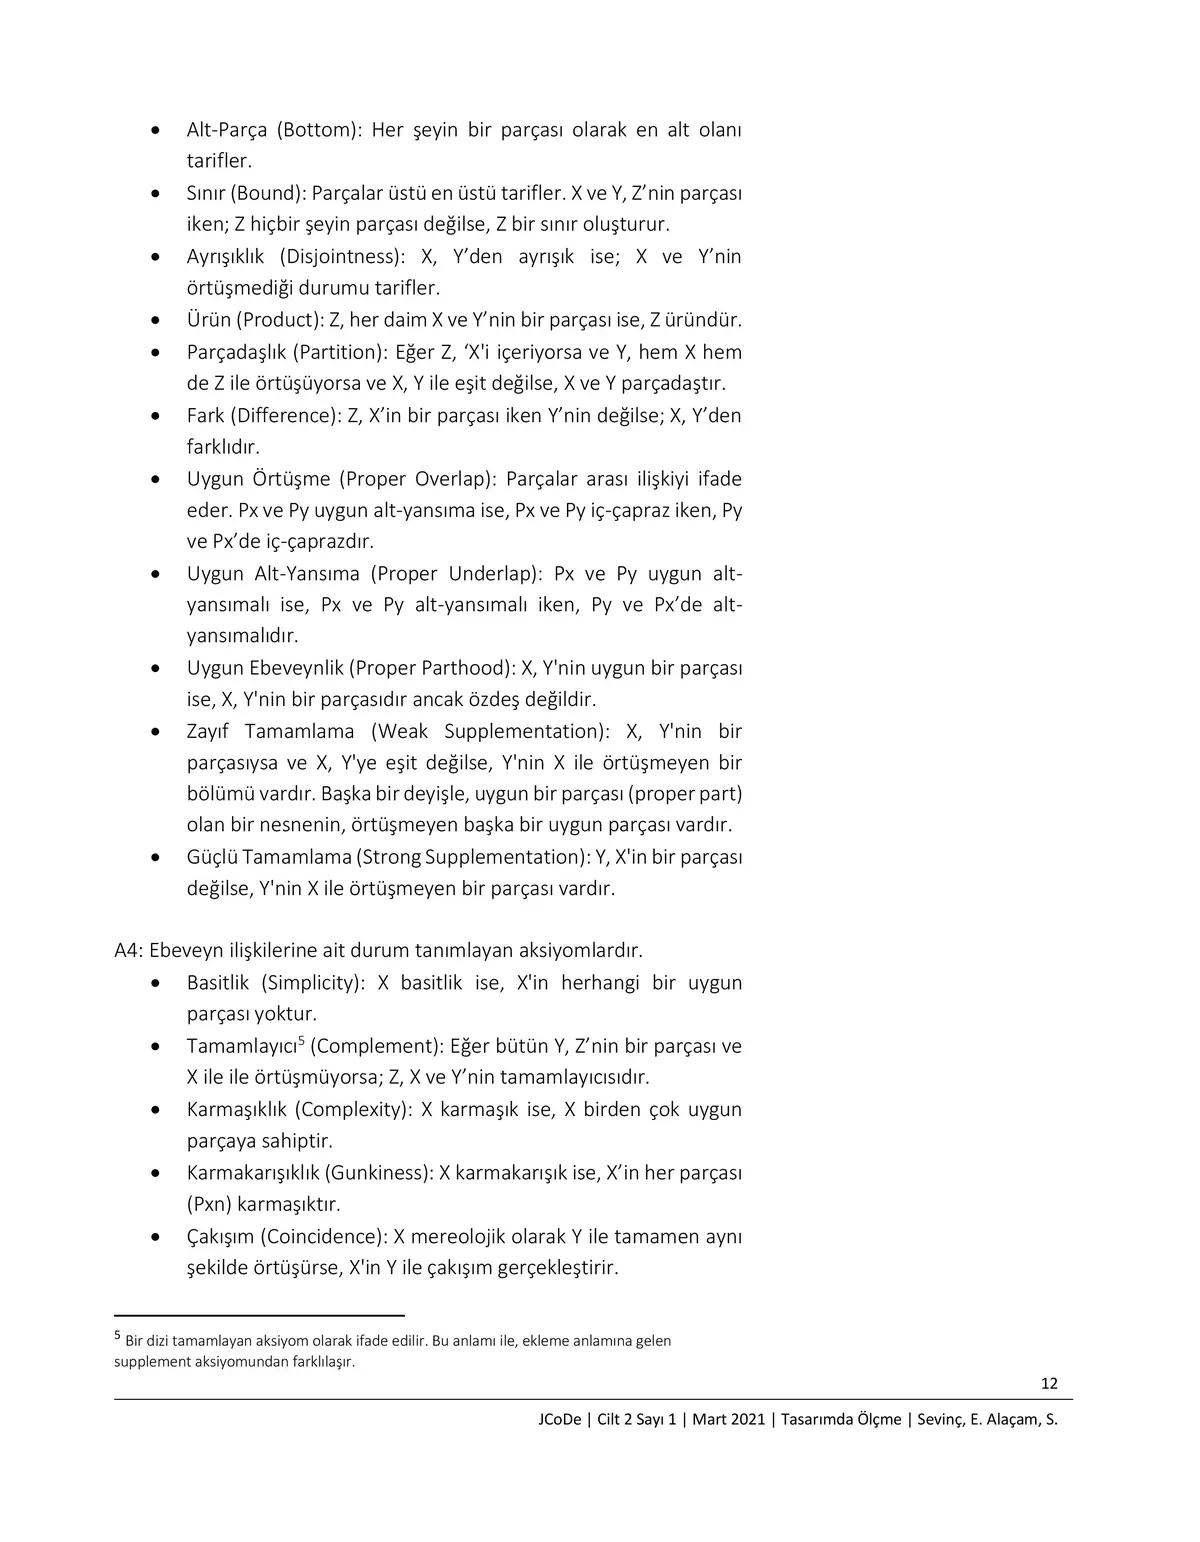 • Alt-Parça (Bottom): Her şeyin bir parçası olarak en alt olanı
tarifler.
• Sınır (Bound): Parçalar üstü en üstü tarifler. X ve Y, Z’nin parçası
iken; Z hiçbir şeyin parçası değilse, Z bir sınır oluşturur.
• Ayrışıklık (Disjointness): X, Y’den ayrışık ise; X ve Y’nin
örtüşmediği durumu tarifler.
• Ürün (Product): Z, her daim X ve Y’nin bir parçası ise, Z üründür.
• Parçadaşlık (Partition): Eğer Z, ‘X'i içeriyorsa ve Y, hem X hem
de Z ile örtüşüyorsa ve X, Y ile eşit değilse, X ve Y parçadaştır.
• Fark (Difference): Z, X’in bir parçası iken Y’nin değilse; X, Y’den
farklıdır.
• Uygun Örtüşme (Proper Overlap): Parçalar arası ilişkiyi ifade
eder. Px ve Py uygun alt-yansıma ise, Px ve Py iç-çapraz iken, Py
ve Px’de iç-çaprazdır.
• Uygun Alt-Yansıma (Proper Underlap): Px ve Py uygun alt-
yansımalı ise, Px ve Py alt-yansımalı iken, Py ve Px’de alt-
yansımalıdır.
• Uygun Ebeveynlik (Proper Parthood): X, Y'nin uygun bir parçası
ise, X, Y'nin bir parçasıdır ancak özdeş değildir.
• Zayıf Tamamlama (Weak Supplementation): X, Y'nin bir
parçasıysa ve X, Y'ye eşit değilse, Y'nin X ile örtüşmeyen bir
bölümü vardır. Başka bir deyişle, uygun bir parçası (proper part)
olan bir nesnenin, örtüşmeyen başka bir uygun parçası vardır.
• Güçlü Tamamlama (Strong Supplementation): Y, X'in bir parçası
değilse, Y'nin X ile örtüşmeyen bir parçası vardır.
A4: Ebeveyn ilişkilerine ait durum tanımlayan aksiyomlardır.
• Basitlik (Simplicity): X basitlik ise, X'in herhangi bir uygun
parçası yoktur.
• Tamamlayıcı⁵ (Complement): Eğer bütün Y, Z’nin bir parçası ve
X ile ile örtüşmüyorsa; Z, X ve Y’nin tamamlayıcısıdır.
• Karmaşıklık (Complexity): X karmaşık ise, X birden çok uygun
parçaya sahiptir.
• Karmakarışıklık (Gunkiness): X karmakarışık ise, X’in her parçası
(Pxn) karmaşıktır.
• Çakışım (Coincidence): X mereolojik olarak Y ile tamamen aynı
şekilde örtüşürse, X'in Y ile çakışım gerçekleştirir.
⁵ Bir dizi tamamlayan aksiyom olarak ifade edilir. Bu anlamı ile, ekleme anlamına gelen
supplement aksiyomundan farklılaşır.
12
JCoDe | Cilt 2 Sayı 1 | Mart 2021 | Tasarımda Ölçme | Sevinç, E. Alaçam, S.